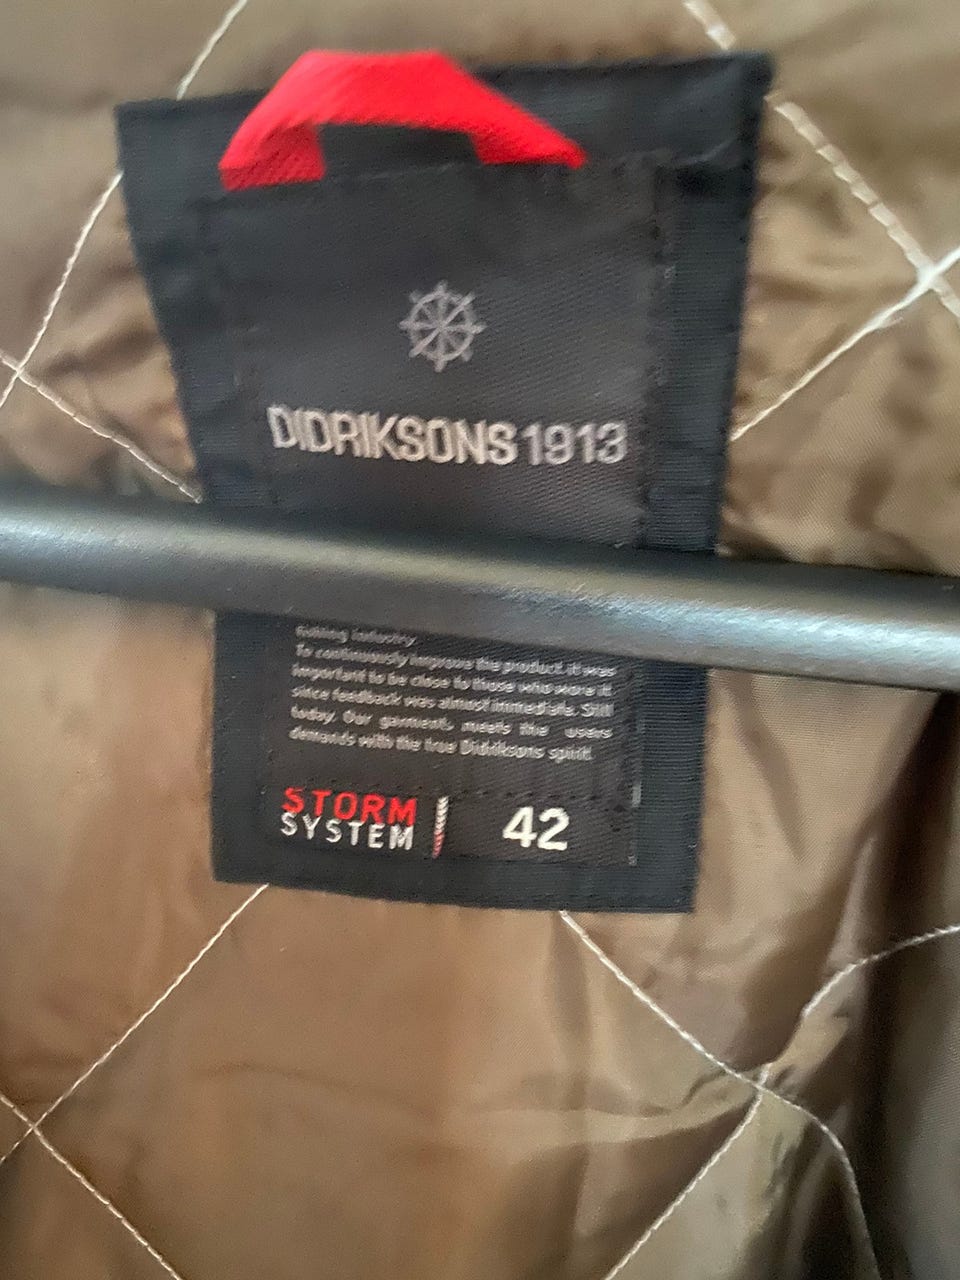 DIDRIKSONS 1913
fishing industry.
To continuously improve the product it was
important to be close to those who wore it
since feedback was almost immediate. Still
today. Our garments meets the users
demands with the true Didriksons spirit.
STORM
SYSTEM
42